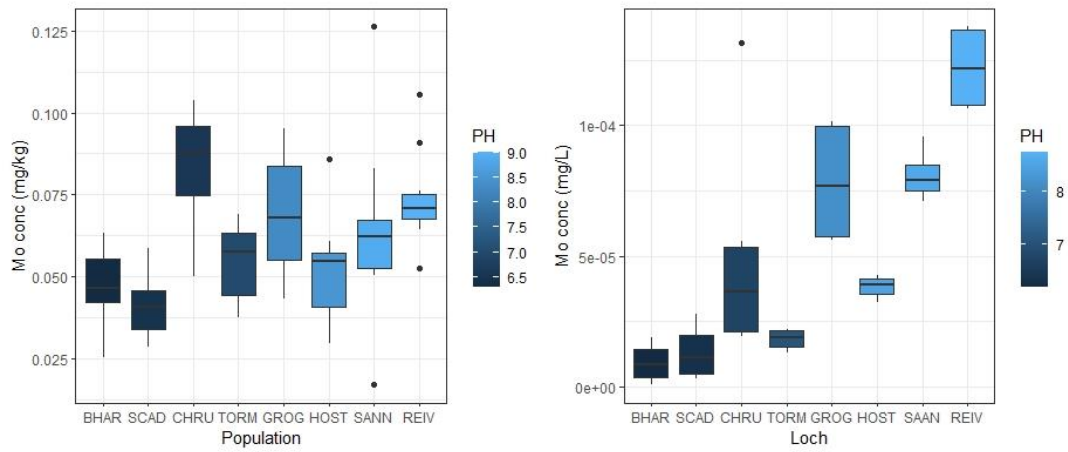 Mo conc (mg/kg)
0.125
0.100
0.075
0.050
0.025
BHAR SCAD CHRU TORM GROG HOST SANN REIV
Population
PH
9.0
8.5
8.0
7.5
7.0
6.5
Mo conc (mg/L)
1e-04
5e-05
0e+00
BHAR SCAD CHRU TORM GROG HOST SAAN REIV
Loch
PH
8
7